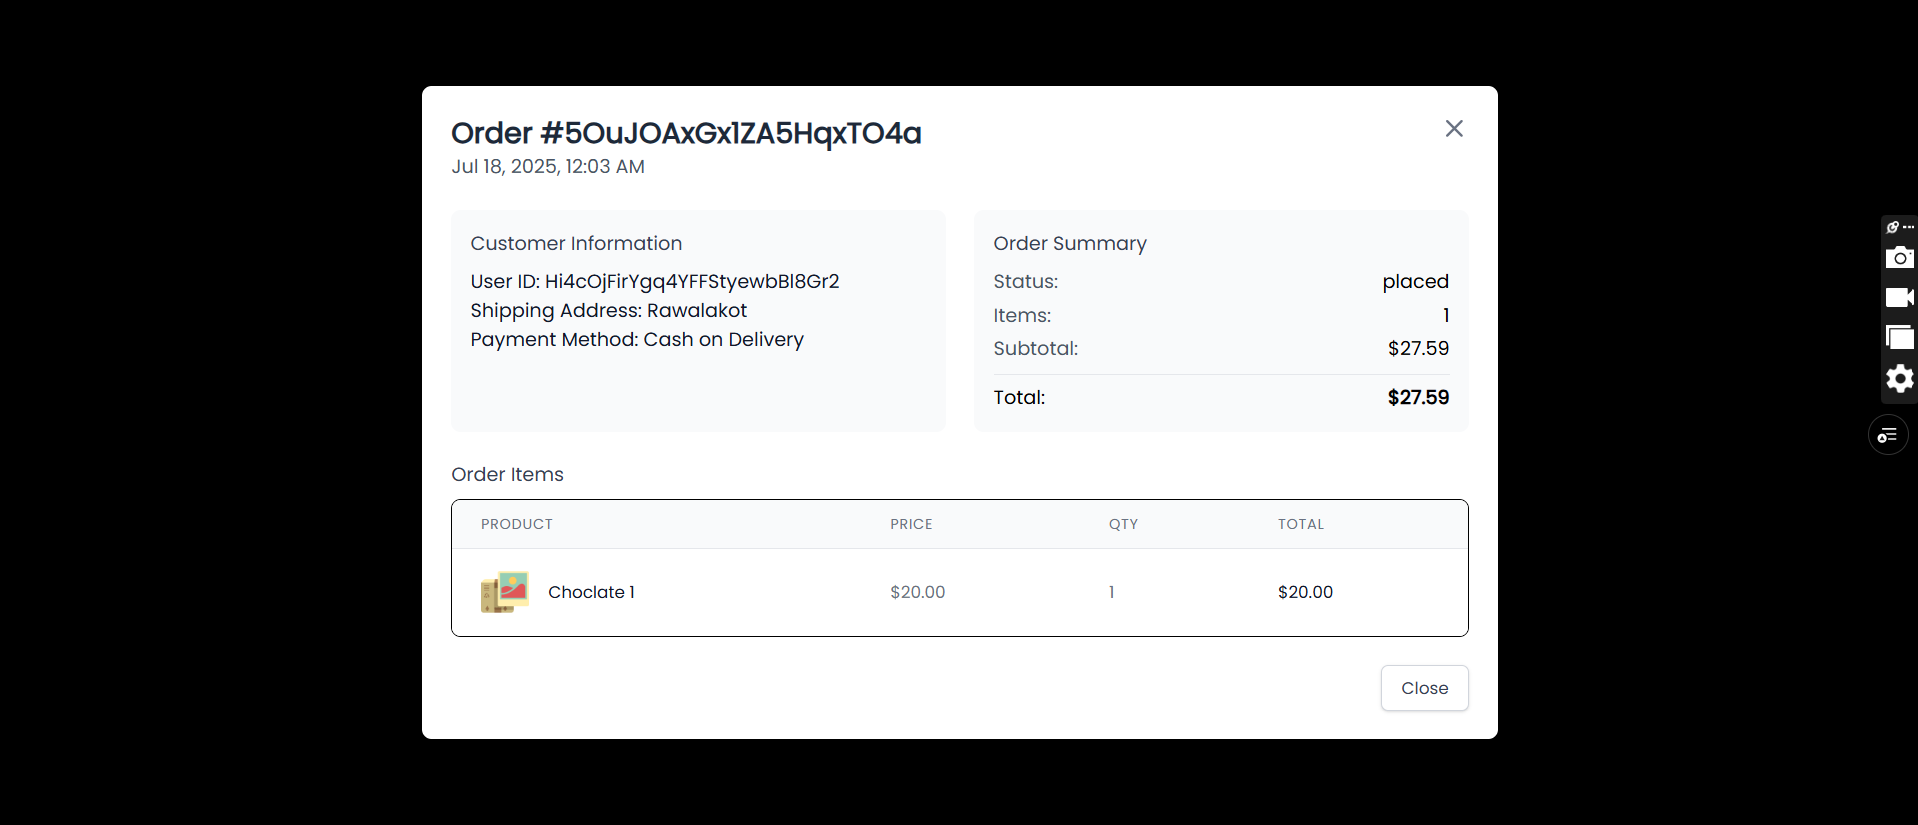 Order #5OuJOAxGx1ZA5HqxTO4a
Jul 18, 2025, 12:03 AM
Customer Information
User ID: Hi4cOjFirYgq4YFFStyewbBl8Gr2
Shipping Address: Rawalakot
Payment Method: Cash on Delivery
Order Summary
Status: placed
Items: 1
Subtotal: $27.59
Total: $27.59
Order Items
PRODUCT PRICE QTY TOTAL
Choclate 1 $20.00 1 $20.00
Close